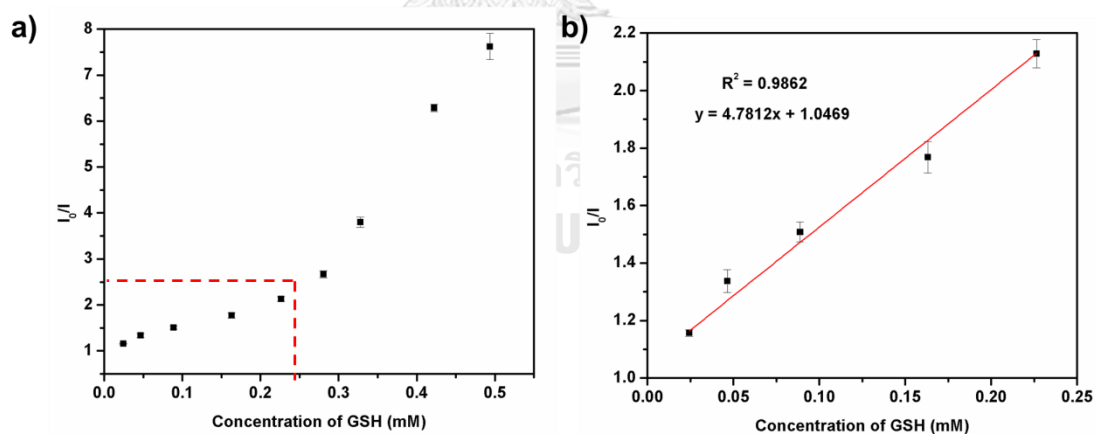 a)
8
7
6
5
4
3
2
1
I₀/I
0.0 0.1 0.2 0.3 0.4 0.5
Concentration of GSH (mM)
b)
2.2
2.0
1.8
1.6
1.4
1.2
1.0
I₀/I
R² = 0.9862
y = 4.7812x + 1.0469
0.00 0.05 0.10 0.15 0.20 0.25
Concentration of GSH (mM)